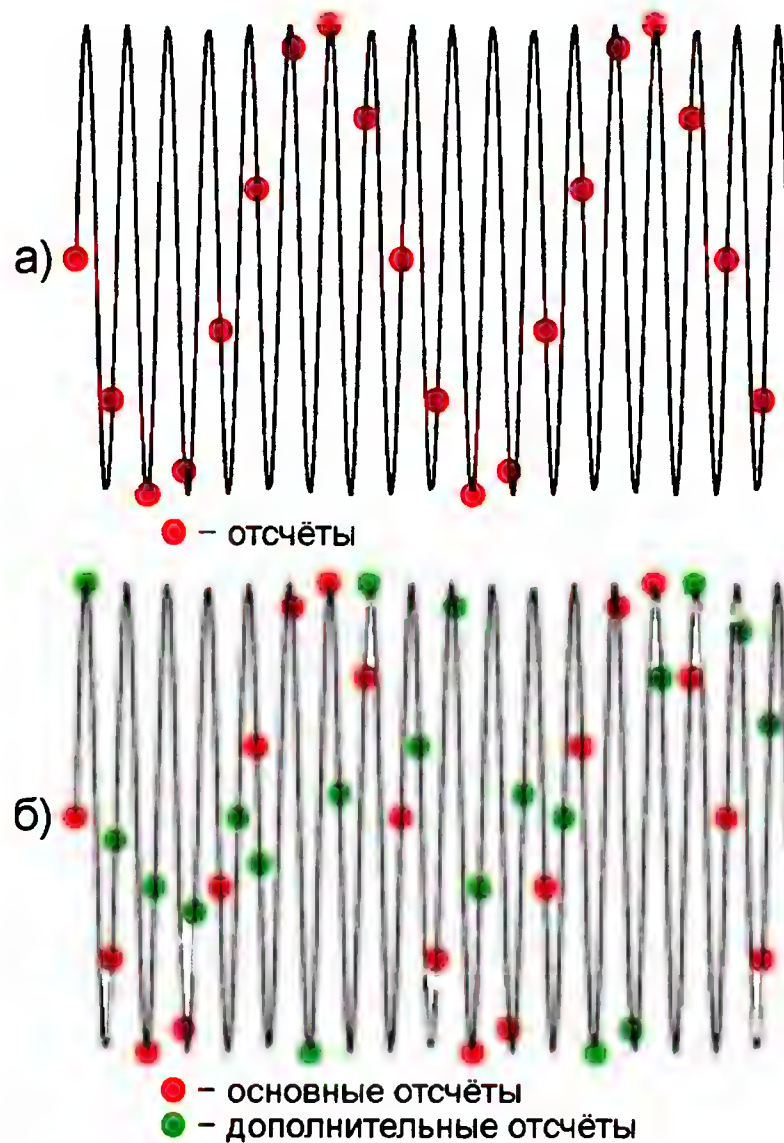 а)
– отсчёты
б)
– основные отсчёты
– дополнительные отсчёты